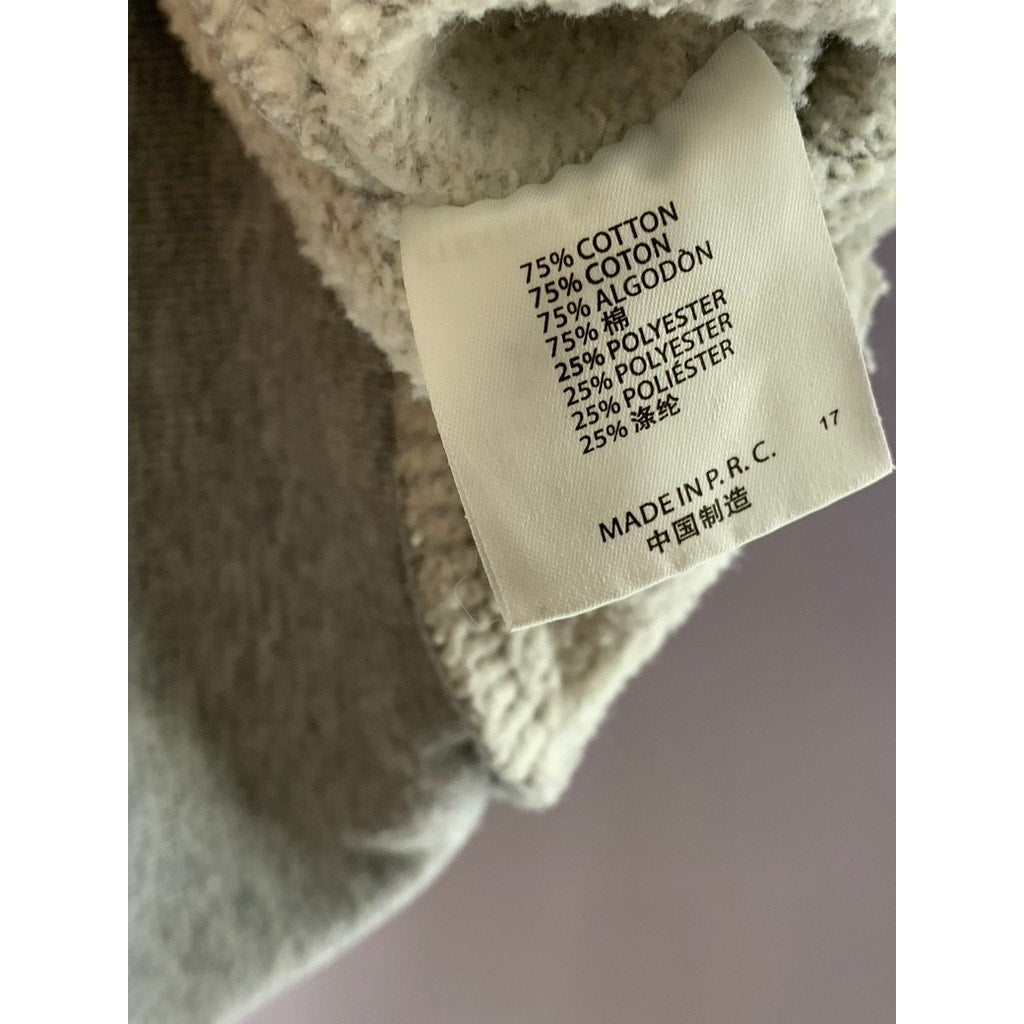 75% COTTON
75% COTON
75% ALGODÒN
75% 棉
25% POLYESTER
25% POLYESTER
25% POLIÉSTER
25% 涤纶
17
MADE IN P. R. C.
中国制造